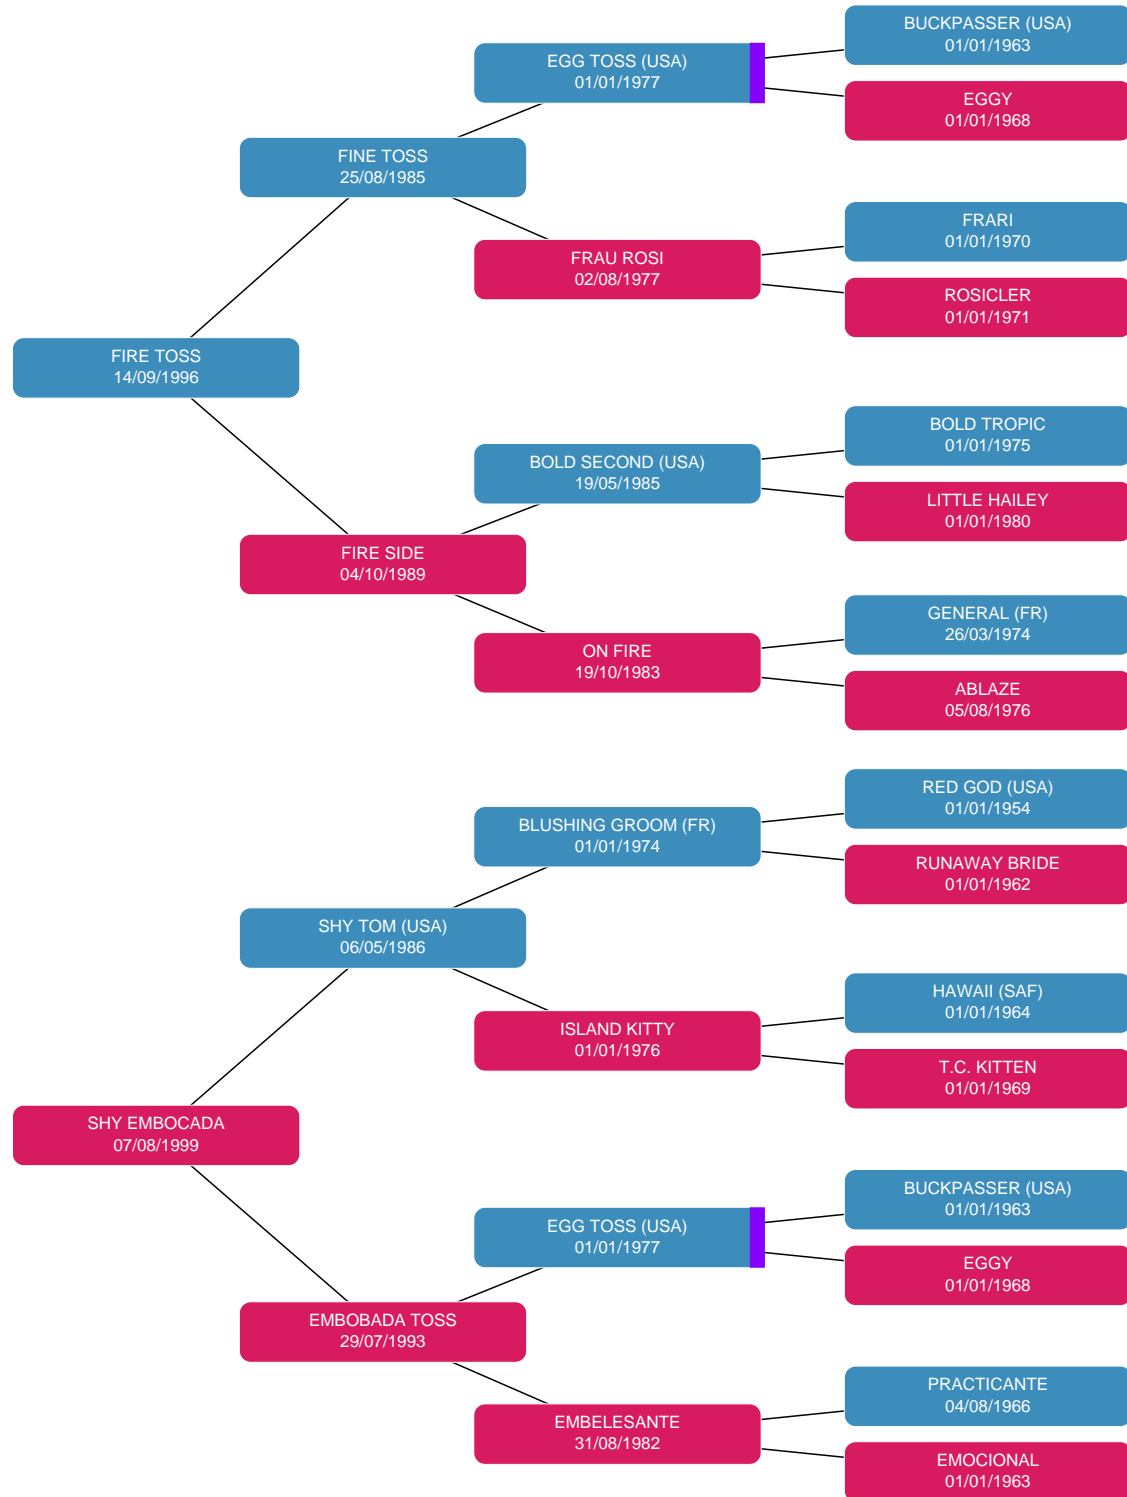 BUCKPASSER (USA)
01/01/1963
EGG TOSS (USA)
01/01/1977
EGGY
01/01/1968
FINE TOSS
25/08/1985
FRARI
01/01/1970
FRAU ROSI
02/08/1977
ROSICLER
01/01/1971
FIRE TOSS
14/09/1996
BOLD TROPIC
01/01/1975
BOLD SECOND (USA)
19/05/1985
LITTLE HAILEY
01/01/1980
FIRE SIDE
04/10/1989
GENERAL (FR)
26/03/1974
ON FIRE
19/10/1983
ABLAZE
05/08/1976
RED GOD (USA)
01/01/1954
BLUSHING GROOM (FR)
01/01/1974
RUNAWAY BRIDE
01/01/1962
SHY TOM (USA)
06/05/1986
HAWAII (SAF)
01/01/1964
ISLAND KITTY
01/01/1976
T.C. KITTEN
01/01/1969
SHY EMBOCADA
07/08/1999
BUCKPASSER (USA)
01/01/1963
EGG TOSS (USA)
01/01/1977
EGGY
01/01/1968
EMBOBADA TOSS
29/07/1993
PRACTICANTE
04/08/1966
EMBELESANTE
31/08/1982
EMOCIONAL
01/01/1963